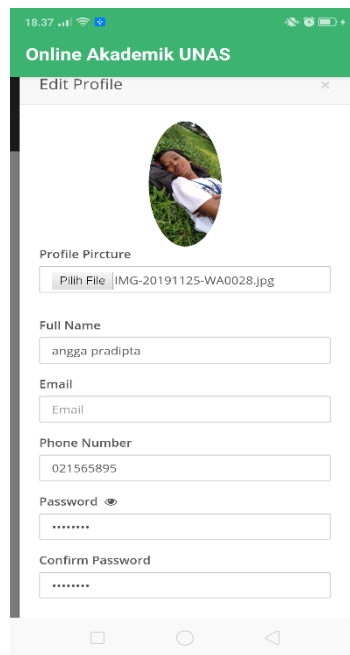 18.37
Online Akademik UNAS
Edit Profile ×
Profile Pircture
Pilih File IMG-20191125-WA0028.jpg
Full Name
angga pradipta
Email
Email
Phone Number
021565895
Password
••••••••
Confirm Password
••••••••